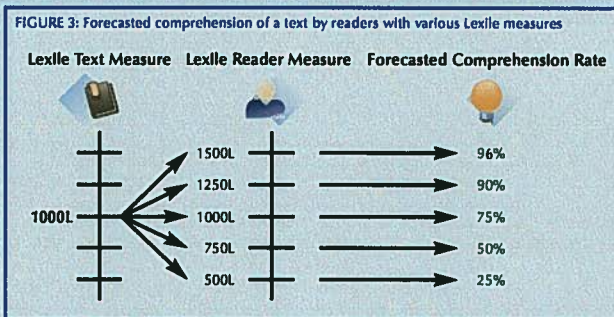 FIGURE 3: Forecasted comprehension of a text by readers with various Lexile measures
Lexile Text Measure Lexile Reader Measure Forecasted Comprehension Rate
1500L 96%
1250L 90%
1000L 1000L 75%
750L 50%
500L 25%